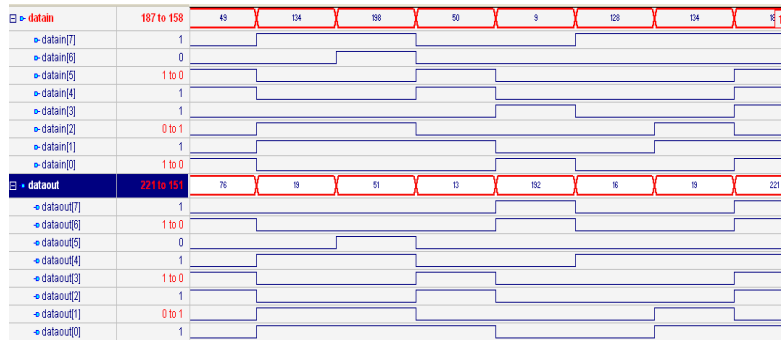 datain 187 to 158 49 134 198 50 9 128 134
datain[7] 1
datain[6] 0
datain[5] 1 to 0
datain[4] 1
datain[3] 1
datain[2] 0 to 1
datain[1] 1
datain[0] 1 to 0
dataout 221 to 151 76 19 51 13 192 16 19 221
dataout[7] 1
dataout[6] 1 to 0
dataout[5] 0
dataout[4] 1
dataout[3] 1 to 0
dataout[2] 1
dataout[1] 0 to 1
dataout[0] 1